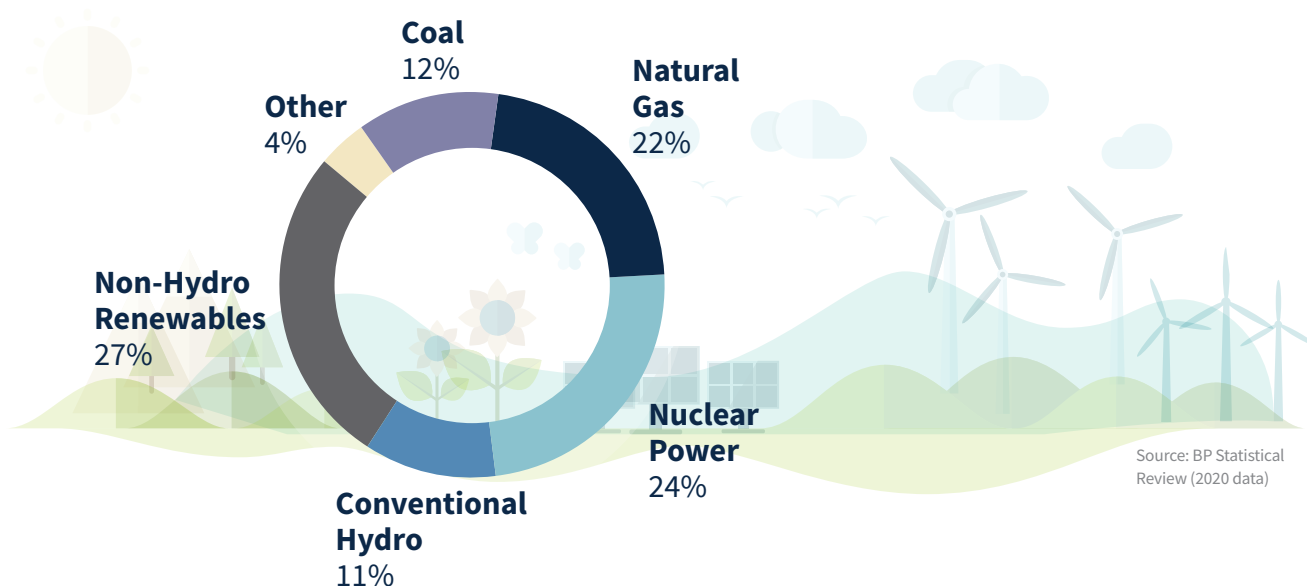 Coal
12%
Natural
Gas
22%
Other
4%
Non-Hydro
Renewables
27%
Nuclear
Power
24%
Source: BP Statistical
Review (2020 data)
Conventional
Hydro
11%